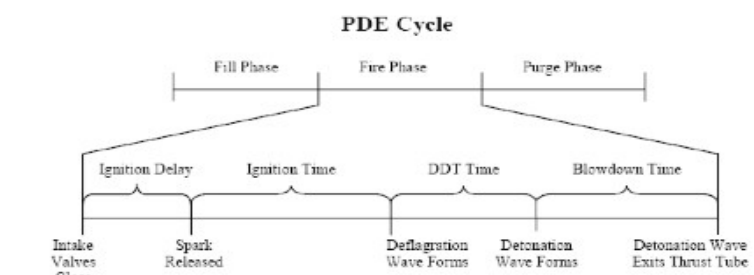 PDE Cycle
Fill Phase Fire Phase Purge Phase
Ignition Delay Ignition Time DDT Time Blowdown Time
Intake Spark Deflagration Detonation Detonation Wave
Valves Released Wave Forms Wave Forms Exits Thrust Tube